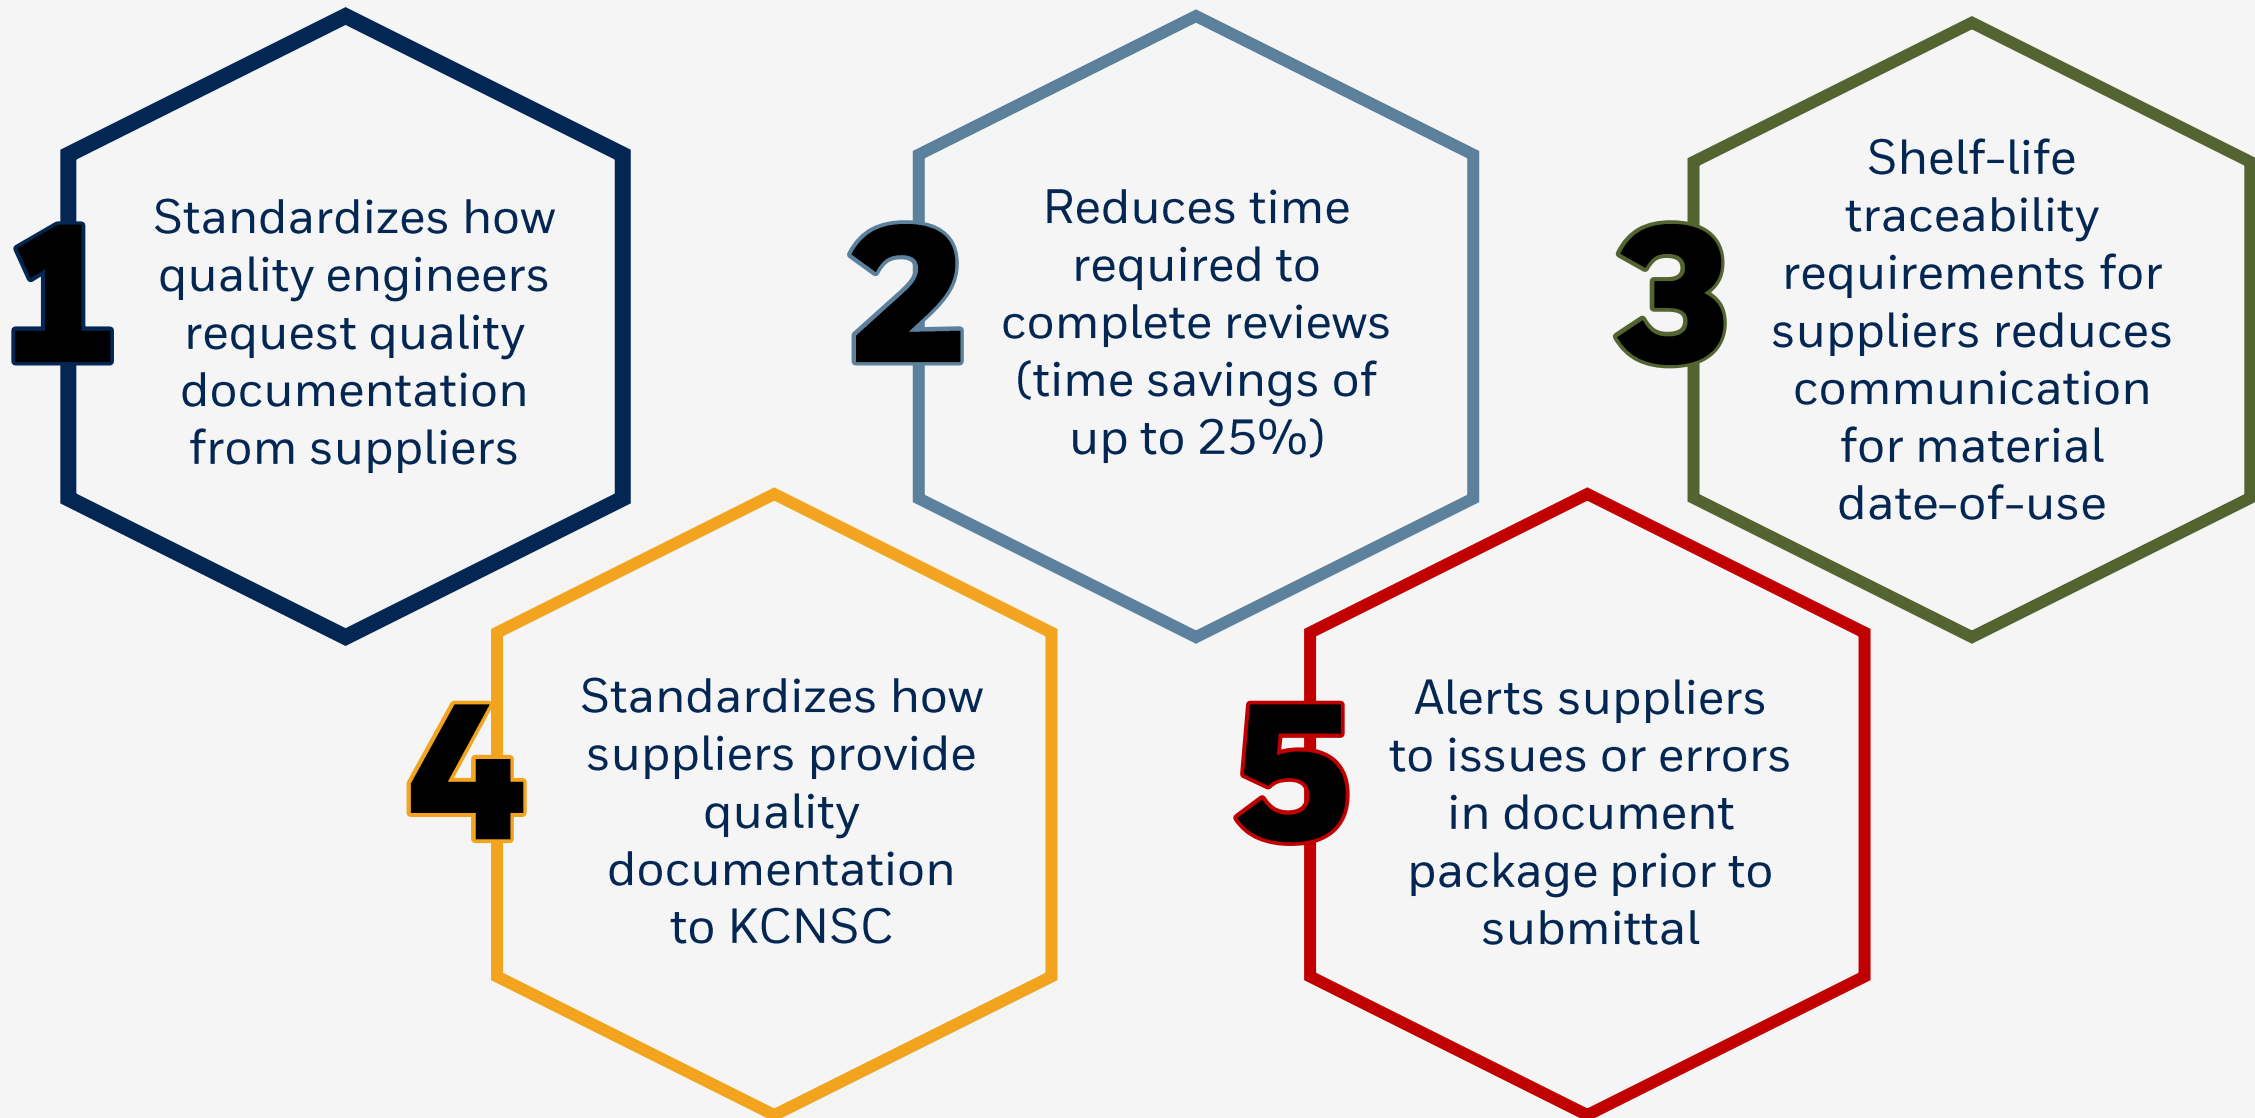 1
Standardizes how
quality engineers
request quality
documentation
from suppliers
2
Reduces time
required to
complete reviews
(time savings of
up to 25%)
3
Shelf-life
traceability
requirements for
suppliers reduces
communication
for material
date-of-use
4
Standardizes how
suppliers provide
quality
documentation
to KCNSC
5
Alerts suppliers
to issues or errors
in document
package prior to
submittal